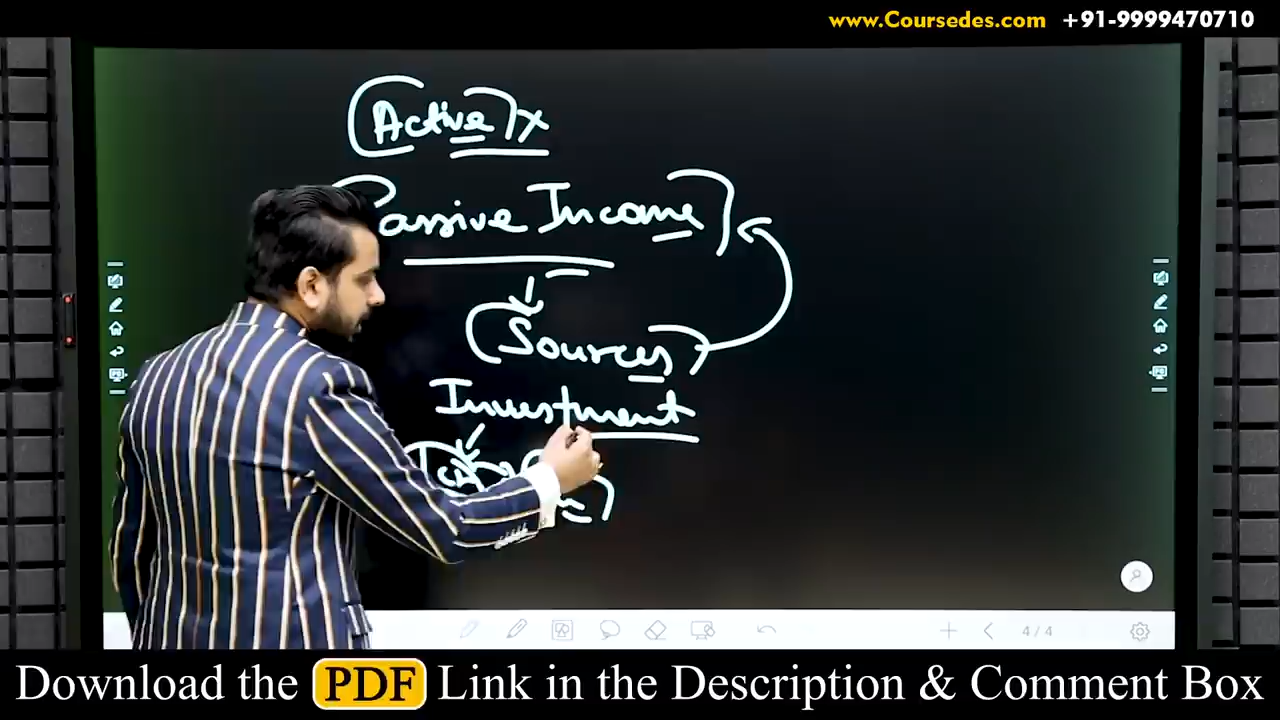 www.Coursedes.com +91-9999470710
(Active) x
Passive Income
(Sources)
Investment
4 / 4
Download the PDF Link in the Description & Comment Box